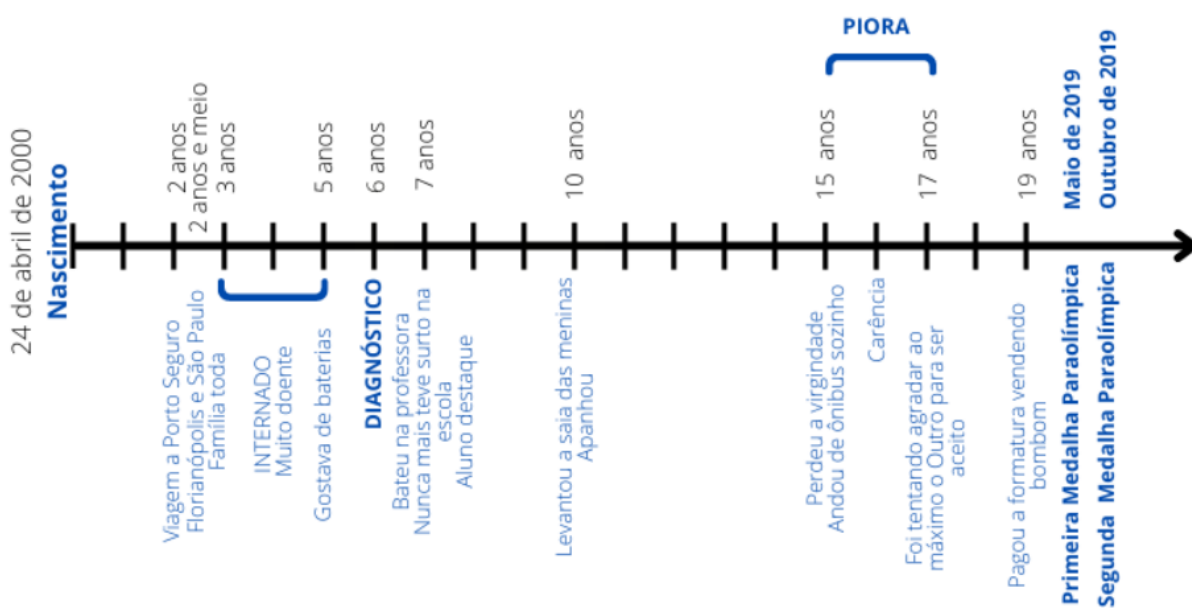 24 de abril de 2000
Nascimento
2 anos
2 anos e meio
3 anos
5 anos
6 anos
7 anos
10 anos
15 anos
17 anos
19 anos
PIORA
Maio de 2019
Outubro de 2019
Viagem a Porto Seguro
Florianópolis e São Paulo
Família toda
INTERNADO
Muito doente
Gostava de baterias
DIAGNÓSTICO
Bateu na professora
Nunca mais teve surto na
escola
Aluno destaque
Levantou a saia das meninas
Apanhou
Perdeu a virgindade
Andou de ônibus sozinho
Carência
Foi tentando agradar ao
máximo o Outro para ser
aceito
Pagou a formatura vendendo
bombom
Primeira Medalha Paraolímpica
Segunda Medalha Paraolímpica